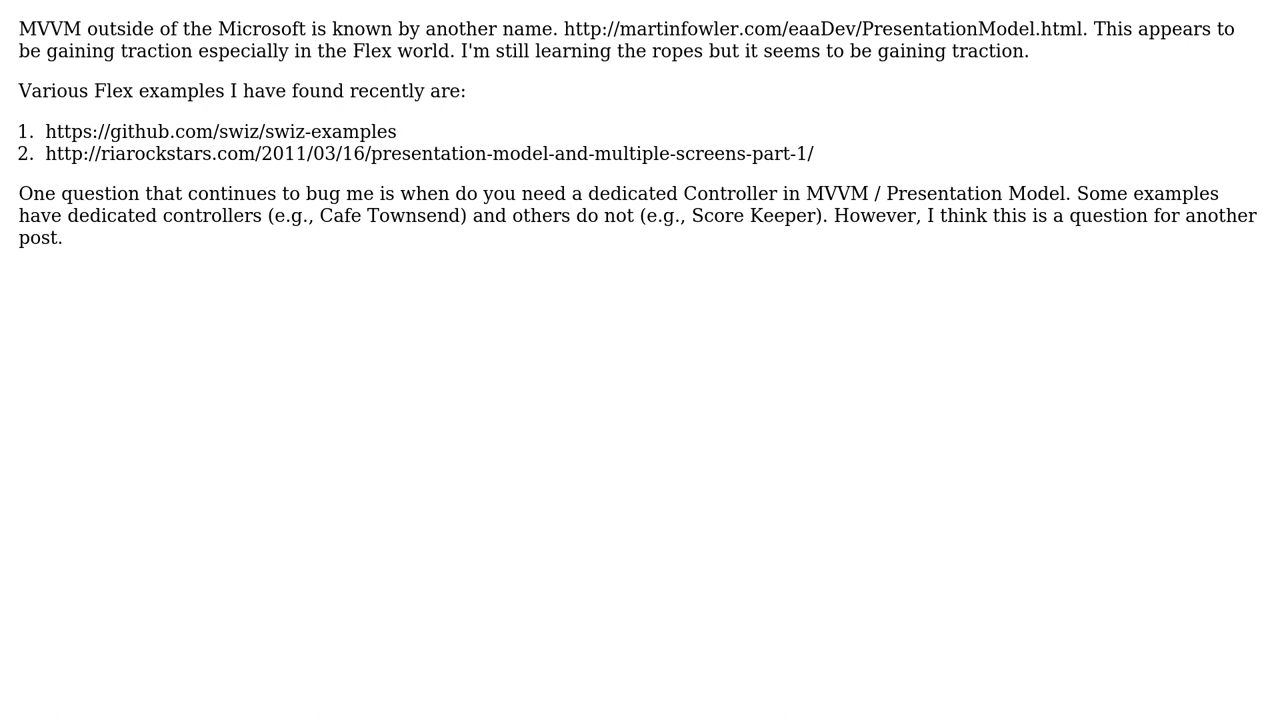 MVVM outside of the Microsoft is known by another name. http://martinfowler.com/eaaDev/PresentationModel.html. This appears to
be gaining traction especially in the Flex world. I'm still learning the ropes but it seems to be gaining traction.
Various Flex examples I have found recently are:
1. https://github.com/swiz/swiz-examples
2. http://riarockstars.com/2011/03/16/presentation-model-and-multiple-screens-part-1/
One question that continues to bug me is when do you need a dedicated Controller in MVVM / Presentation Model. Some examples
have dedicated controllers (e.g., Cafe Townsend) and others do not (e.g., Score Keeper). However, I think this is a question for another
post.